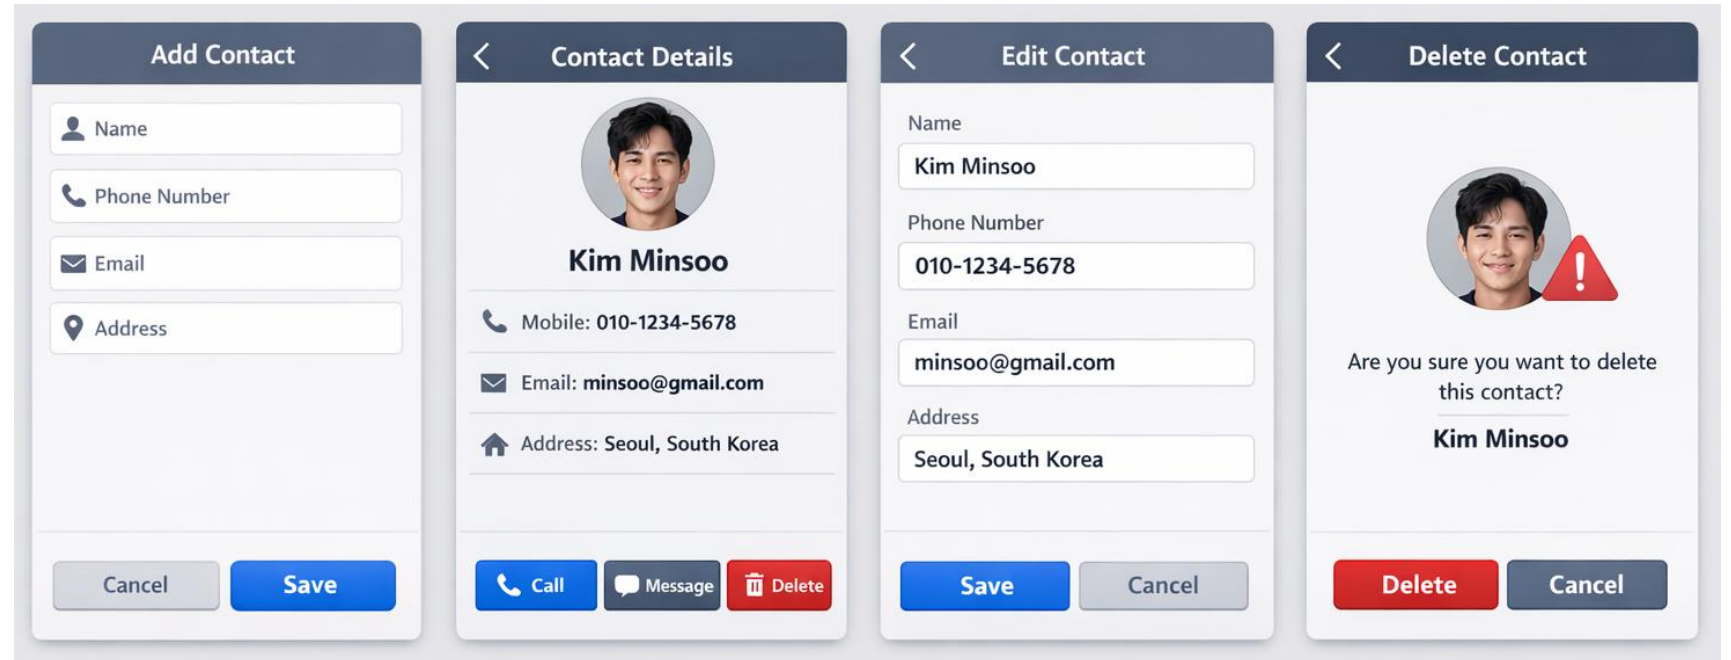 Add Contact
Name
Phone Number
Email
Address
Cancel
Save
Contact Details
Kim Minsoo
Mobile: 010-1234-5678
Email: minsoo@gmail.com
Address: Seoul, South Korea
Call
Message
Delete
Edit Contact
Name
Kim Minsoo
Phone Number
010-1234-5678
Email
minsoo@gmail.com
Address
Seoul, South Korea
Save
Cancel
Delete Contact
Are you sure you want to delete
this contact?
Kim Minsoo
Delete
Cancel